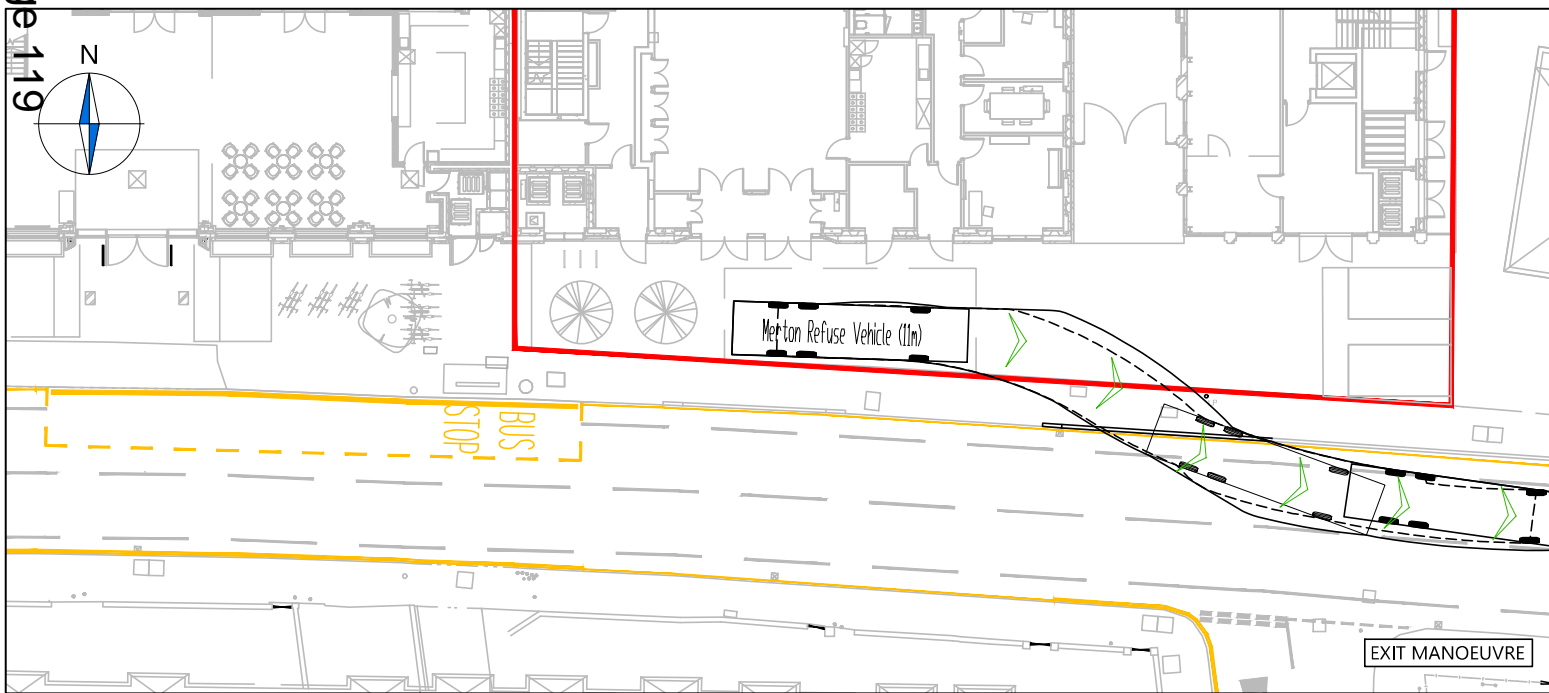 ge 119
N
Merton Refuse Vehicle (11m)
BUS
STOP
EXIT MANOEUVRE